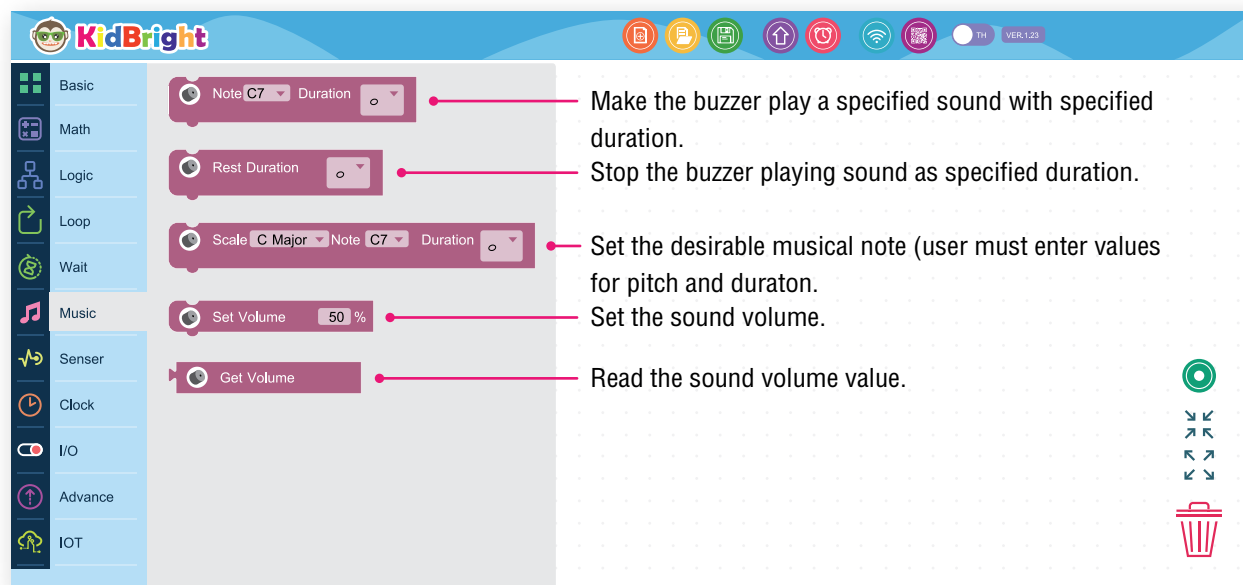 KidBright
TH
VER.1.23
Basic
Math
Logic
Loop
Wait
Music
Senser
Clock
I/O
Advance
IOT
Note C7 Duration
Make the buzzer play a specified sound with specified
duration.
Rest Duration
Stop the buzzer playing sound as specified duration.
Scale C Major Note C7 Duration
Set the desirable musical note (user must enter values
for pitch and duraton.
Set Volume 50 %
Set the sound volume.
Get Volume
Read the sound volume value.